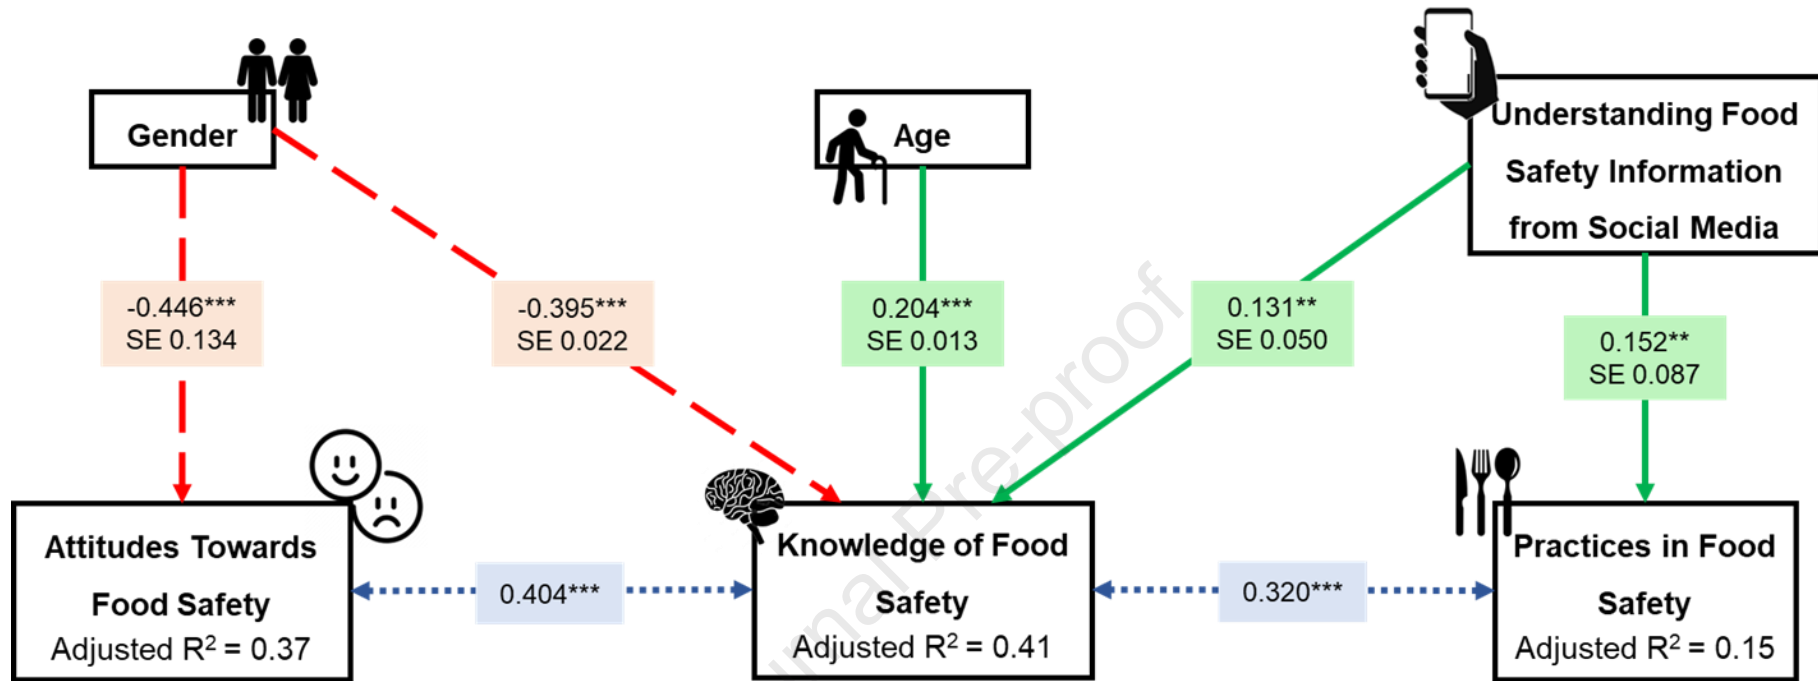 Gender
Age
Understanding Food
Safety Information
from Social Media
-0.446***
SE 0.134
-0.395***
SE 0.022
0.204***
SE 0.013
0.131**
SE 0.050
0.152**
SE 0.087
Attitudes Towards
Food Safety
Adjusted R² = 0.37
0.404***
Knowledge of Food
Safety
Adjusted R² = 0.41
0.320***
Practices in Food
Safety
Adjusted R² = 0.15
urnal Pre-proof